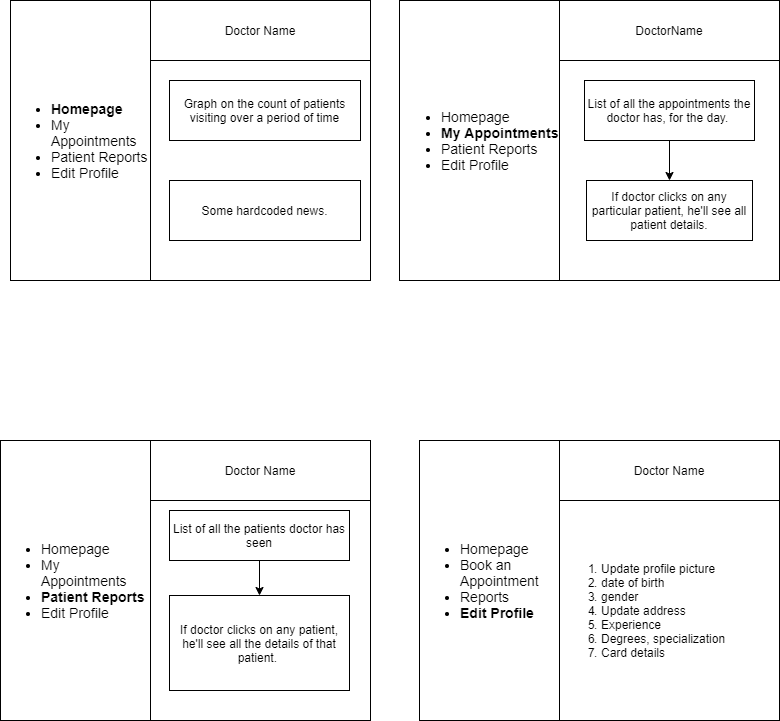 Doctor Name
Homepage
My
Appointments
Patient Reports
Edit Profile
Graph on the count of patients
visiting over a period of time
Some hardcoded news.
DoctorName
Homepage
My Appointments
Patient Reports
Edit Profile
List of all the appointments the
doctor has, for the day.
If doctor clicks on any
particular patient, he'll see all
patient details.
Doctor Name
Homepage
My
Appointments
Patient Reports
Edit Profile
List of all the patients doctor has
seen
If doctor clicks on any patient,
he'll see all the details of that
patient.
Doctor Name
Homepage
Book an
Appointment
Reports
Edit Profile
1. Update profile picture
2. date of birth
3. gender
4. Update address
5. Experience
6. Degrees, specialization
7. Card details